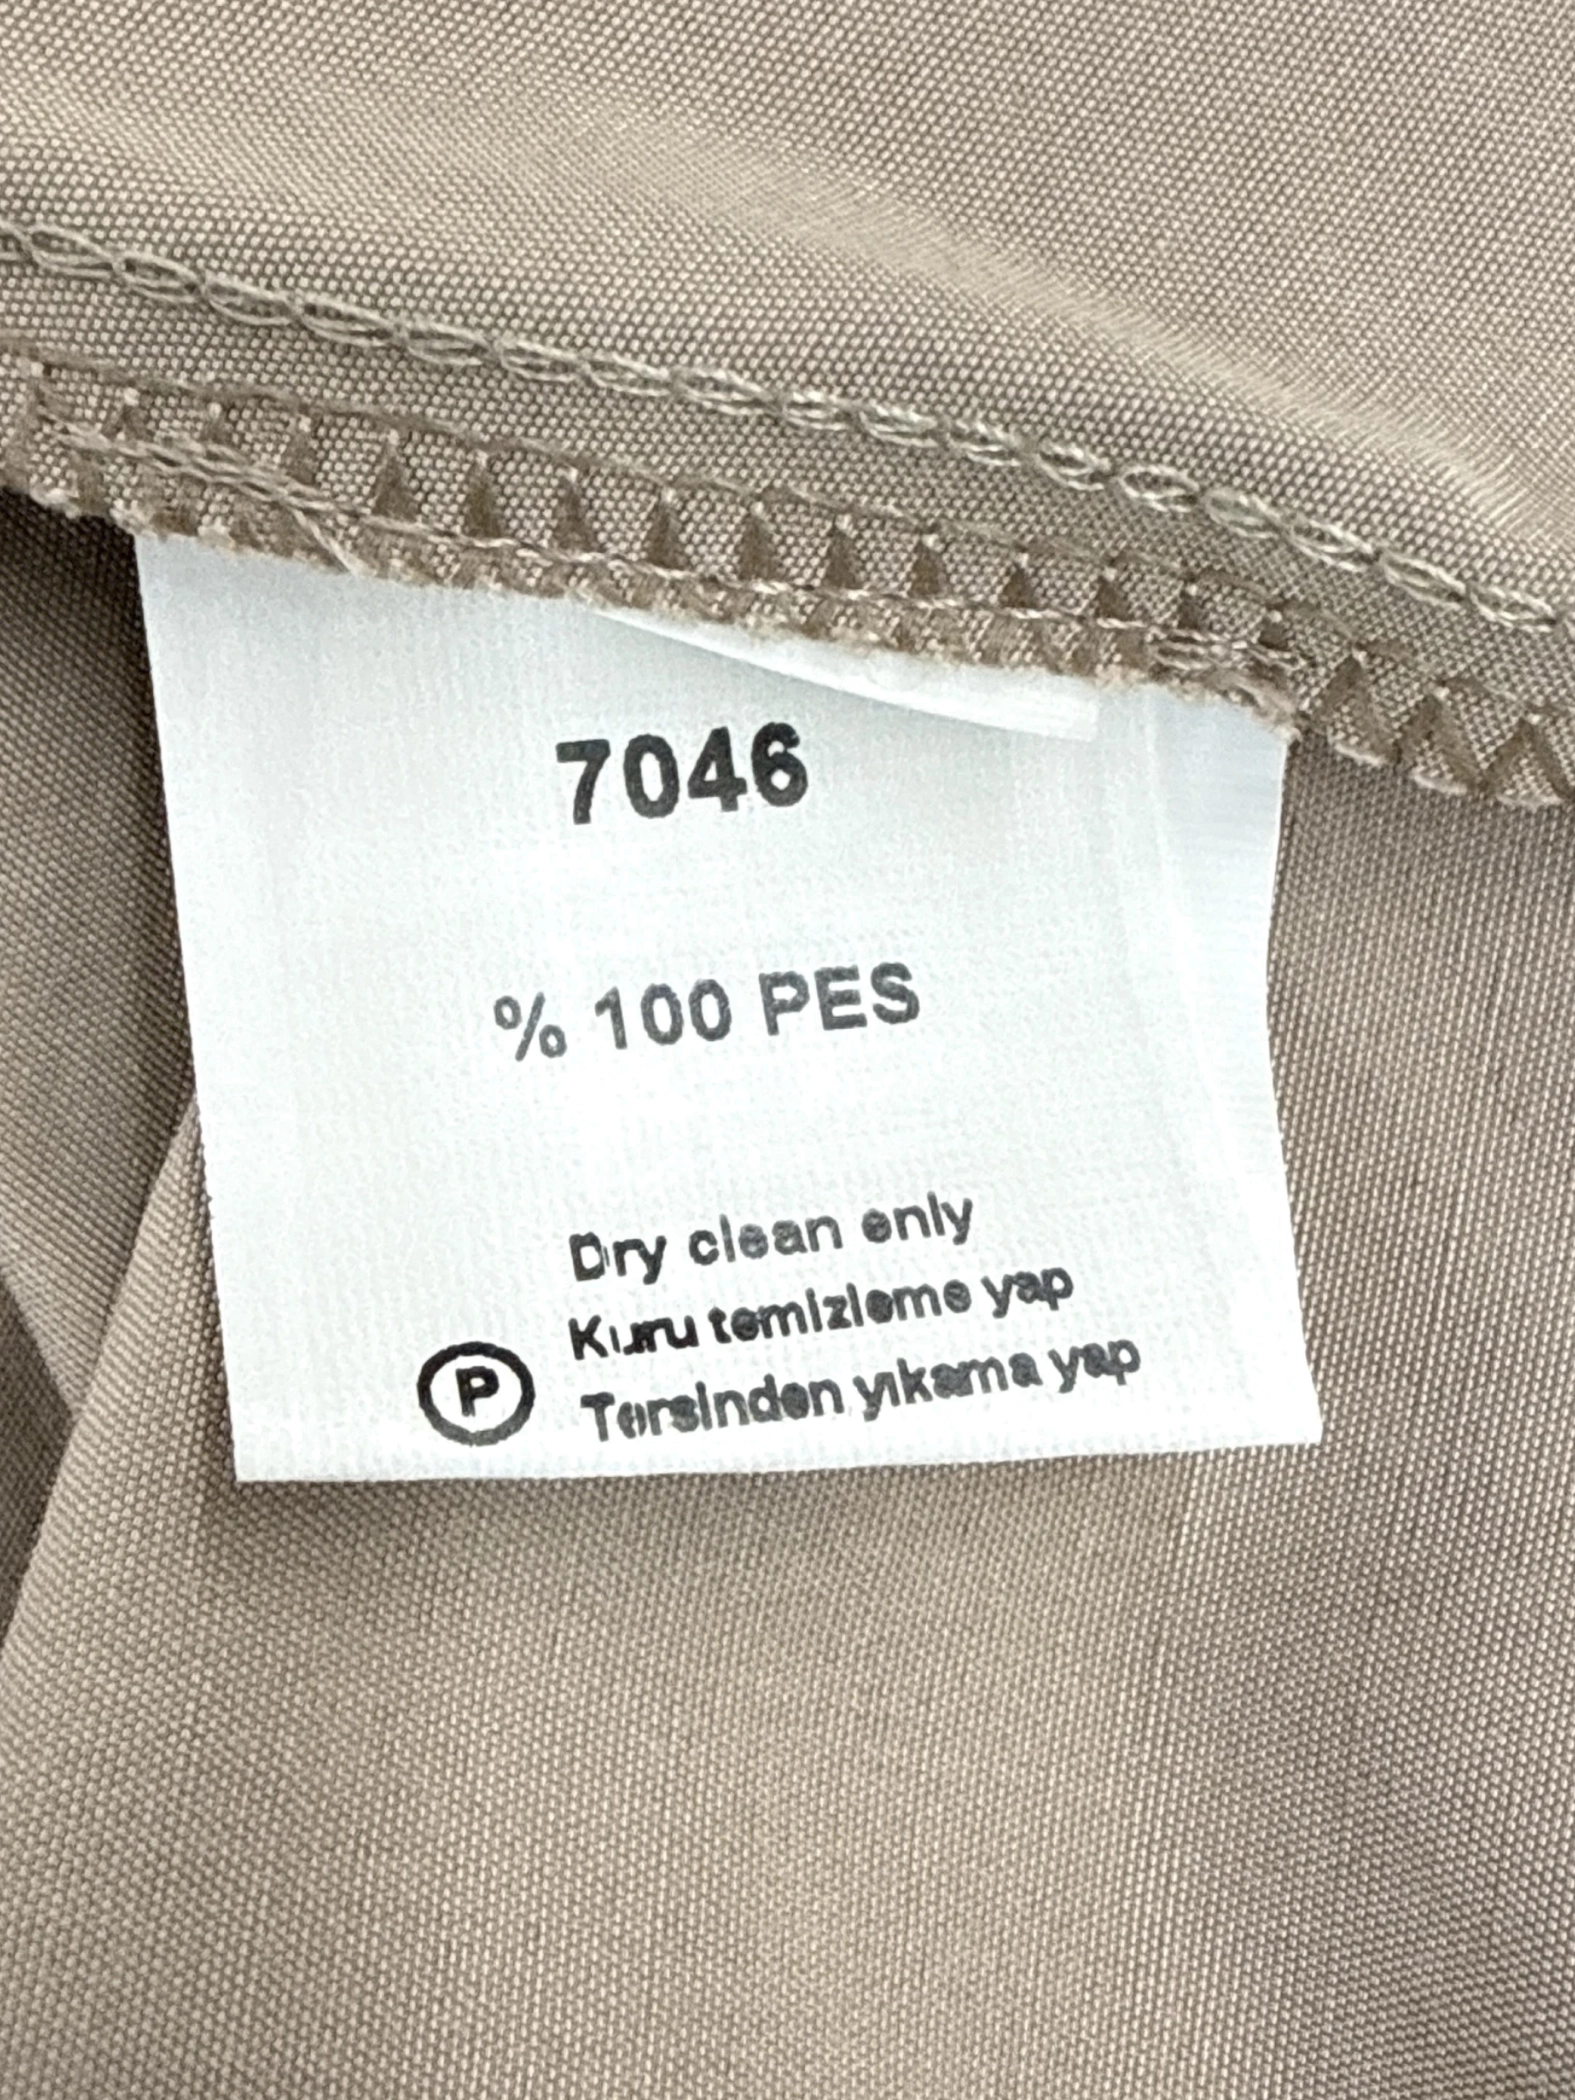 7046
% 100 PES
Dry clean only
Kuru temizleme yap
P Tersinden yıkama yap